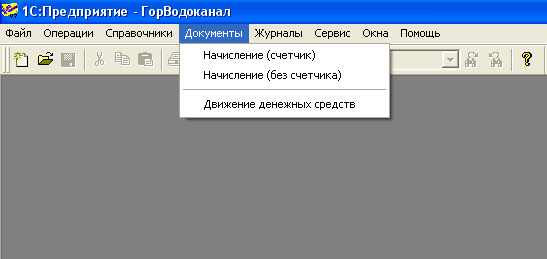 1С:Предприятие - ГорВодоканал
Файл Операции Справочники Документы Журналы Сервис Окна Помощь
Начисление (счетчик)
Начисление (без счетчика)
Движение денежных средств